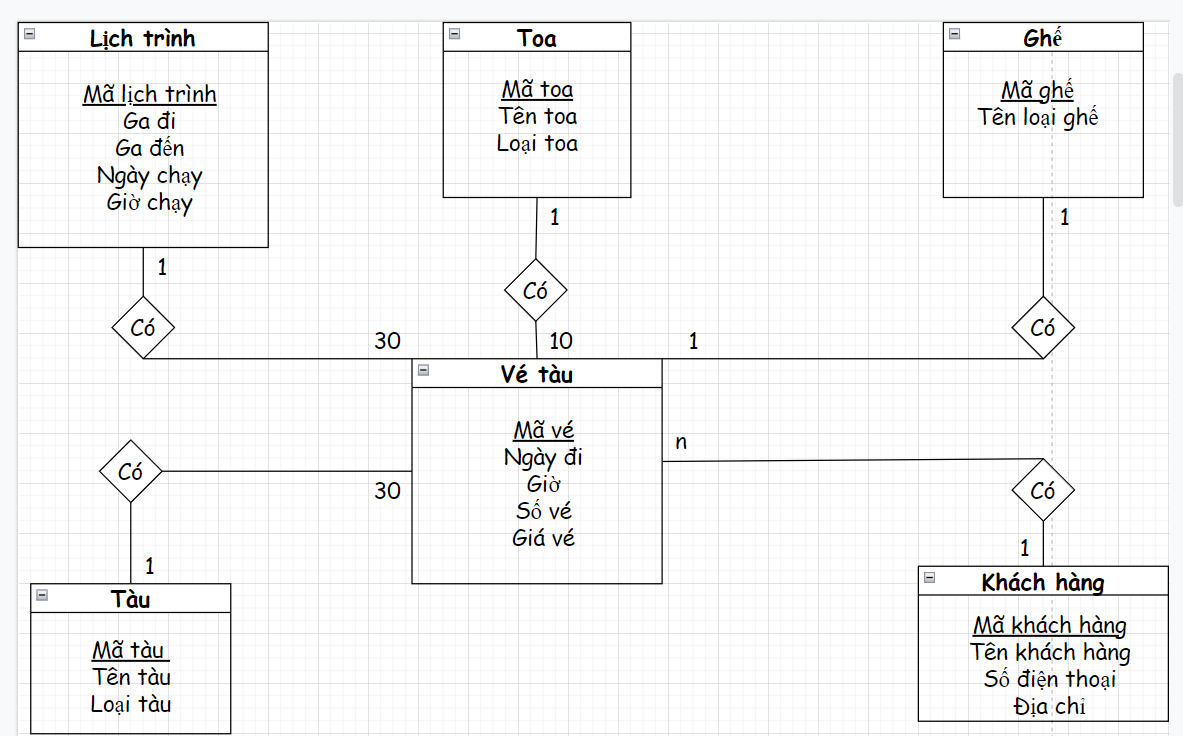 Lịch trình
Mã lịch trình
Ga đi
Ga đến
Ngày chạy
Giờ chạy
1
Có
30
Toa
Mã toa
Tên toa
Loại toa
1
Có
10
Ghế
Mã ghế
Tên loại ghế
1
Có
1
Vé tàu
Mã vé
Ngày đi
Giờ
Số vé
Giá vé
Có
30
1
Tàu
Mã tàu
Tên tàu
Loại tàu
n
Có
1
Khách hàng
Mã khách hàng
Tên khách hàng
Số điện thoại
Địa chỉ